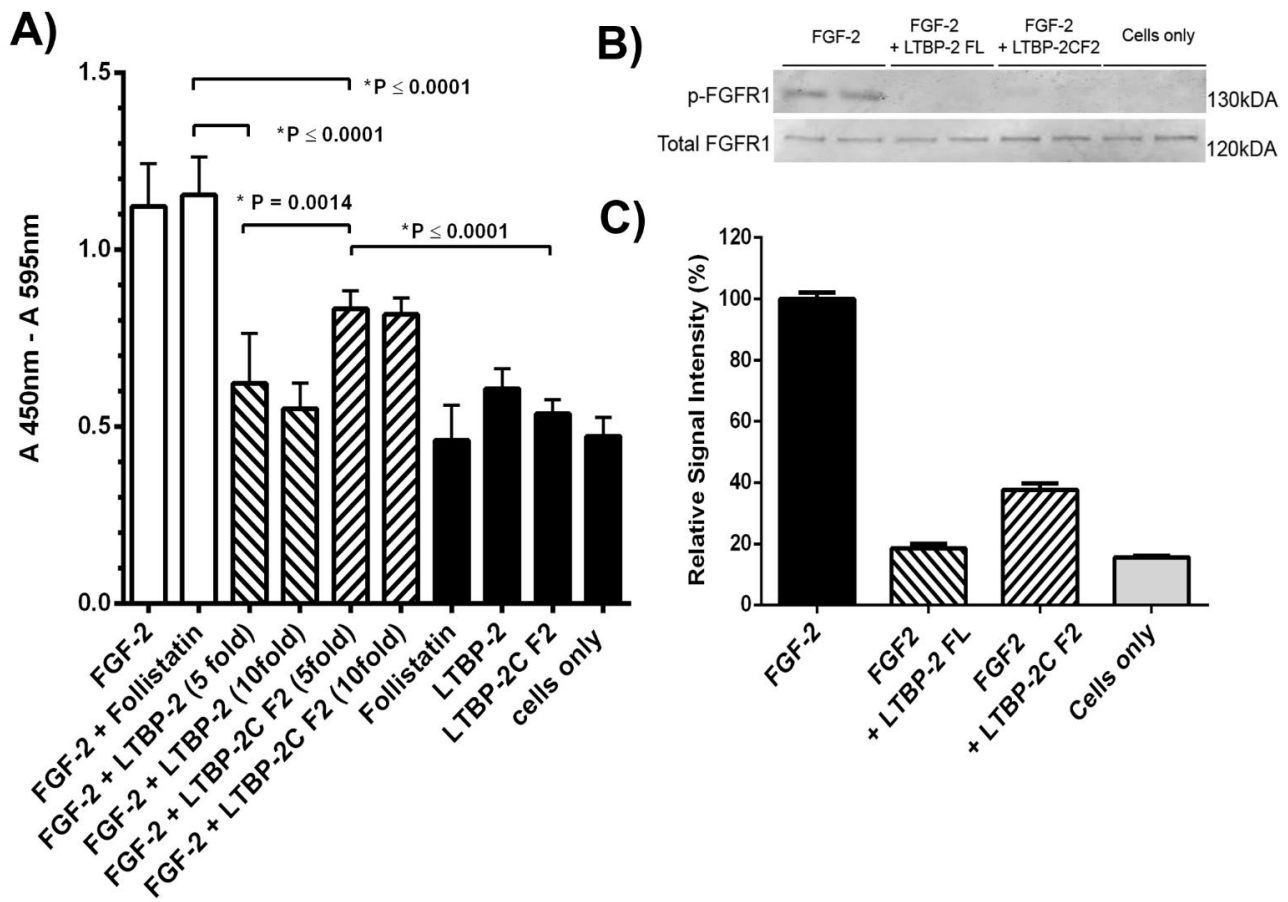 A)
1.5
1.0
0.5
0.0
A 450nm - A 595nm
*P ≤ 0.0001
*P ≤ 0.0001
* P = 0.0014
*P ≤ 0.0001
FGF-2
FGF-2 + Follistatin
FGF-2 + LTBP-2 (5 fold)
FGF-2 + LTBP-2 (10fold)
FGF-2 + LTBP-2C F2 (5fold)
FGF-2 + LTBP-2C F2 (10fold)
Follistatin
LTBP-2
LTBP-2C F2
cells only
B)
FGF-2
FGF-2
+ LTBP-2 FL
FGF-2
+ LTBP-2CF2
Cells only
p-FGFR1
130kDA
Total FGFR1
120kDA
C)
120
100
80
60
40
20
0
Relative Signal Intensity (%)
FGF-2
FGF2
+ LTBP-2 FL
FGF2
+ LTBP-2C F2
Cells only